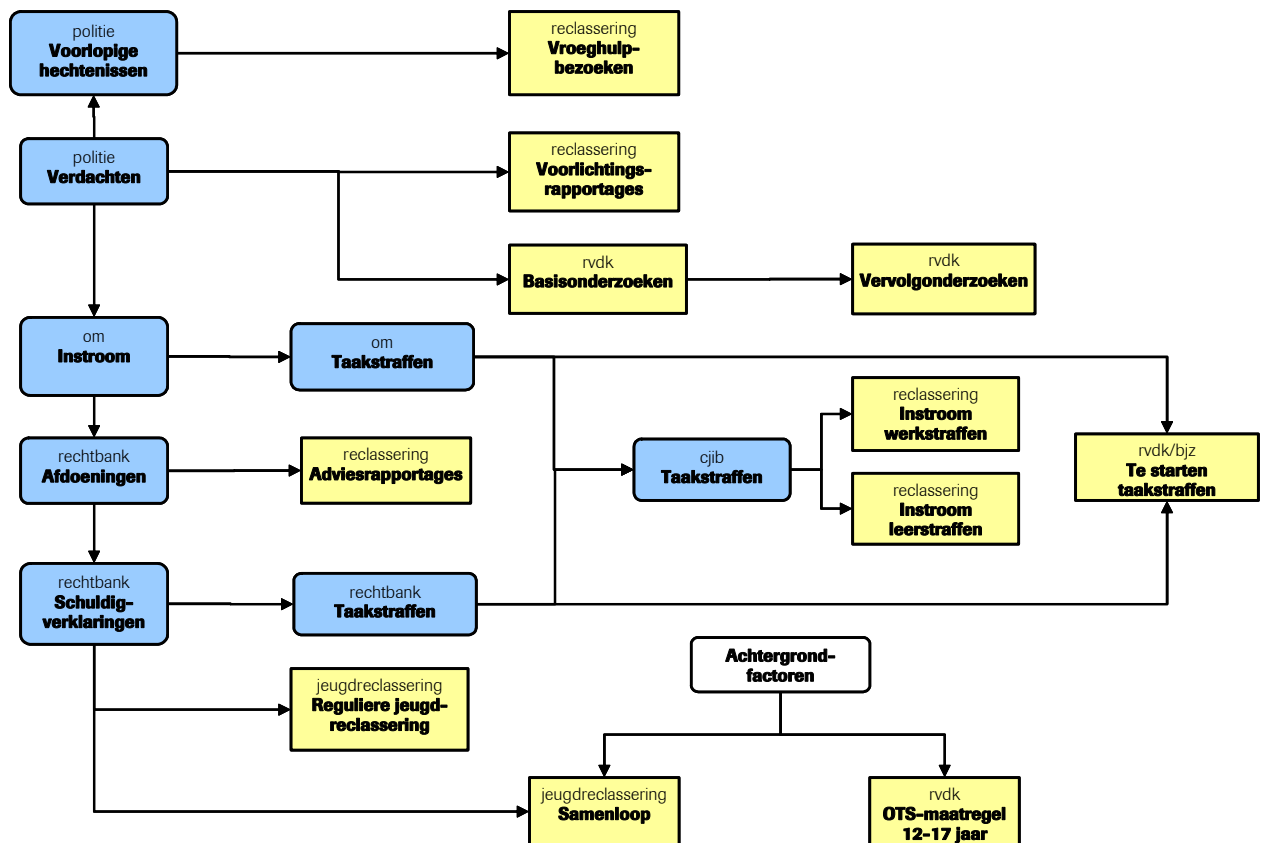 politie
Voorlopige
hechtenissen
reclassering
Vroeghulp-
bezoeken
politie
Verdachten
reclassering
Voorlichtings-
rapportages
rvdk
Basisonderzoeken
rvdk
Vervolgonderzoeken
om
Instroom
om
Taakstraffen
reclassering
Instroom
werkstraffen
rechtbank
Afdoeningen
reclassering
Adviesrapportages
cjib
Taakstraffen
rvdk/bjz
Te starten
taakstraffen
reclassering
Instroom
leerstraffen
rechtbank
Schuldig-
verklaringen
rechtbank
Taakstraffen
Achtergrond-
factoren
jeugdreclassering
Reguliere jeugd-
reclassering
jeugdreclassering
Samenloop
rvdk
OTS-maatregel
12-17 jaar